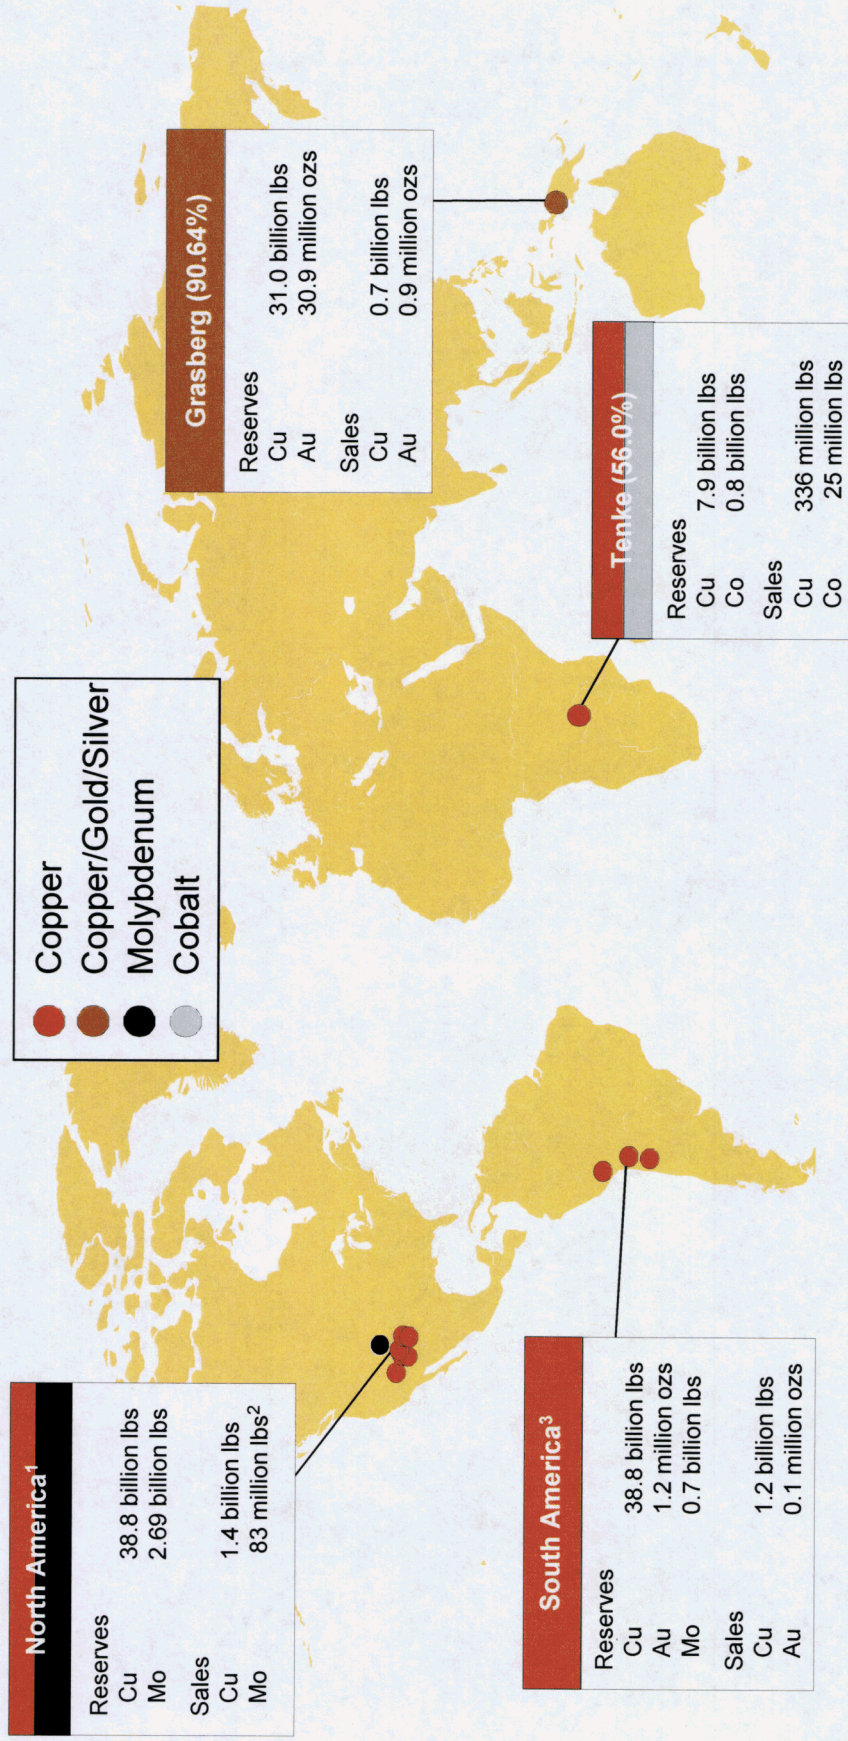 Copper
Copper/Gold/Silver
Molybdenum
Cobalt
North America¹
Reserves
Cu 38.8 billion lbs
Mo 2.69 billion lbs
Sales
Cu 1.4 billion lbs
Mo 83 million lbs²
Grasberg (90.64%)
Reserves
Cu 31.0 billion lbs
Au 30.9 million ozs
Sales
Cu 0.7 billion lbs
Au 0.9 million ozs
South America³
Reserves
Cu 38.8 billion lbs
Au 1.2 million ozs
Mo 0.7 billion lbs
Sales
Cu 1.2 billion lbs
Au 0.1 million ozs
Tenke (56.0%)
Reserves
Cu 7.9 billion lbs
Co 0.8 billion lbs
Sales
Cu 336 million lbs
Co 25 million lbs